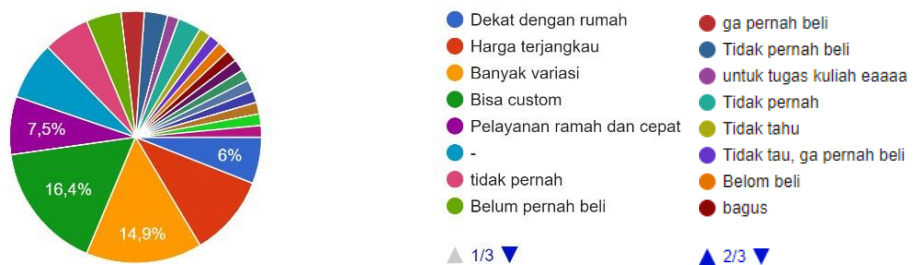 7,5%
6%
16,4%
14,9%
Dekat dengan rumah
Harga terjangkau
Banyak variasi
Bisa custom
Pelayanan ramah dan cepat
-
tidak pernah
Belum pernah beli
1/3
ga pernah beli
Tidak pernah beli
untuk tugas kuliah eaaaa
Tidak pernah
Tidak tahu
Tidak tau, ga pernah beli
Belom beli
bagus
2/3